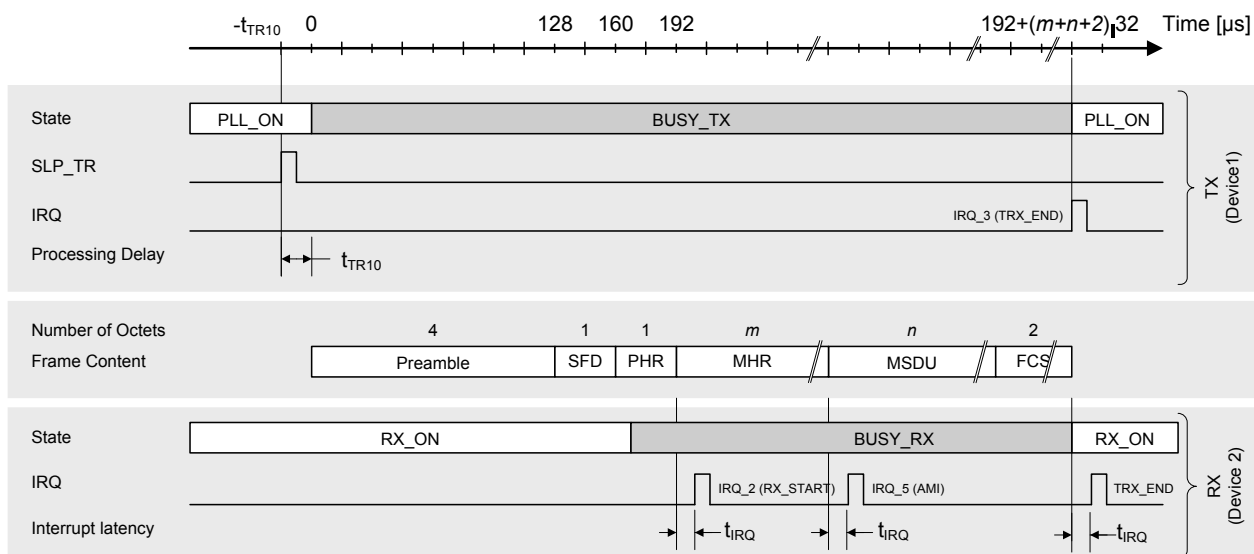 -tTR10 0 128 160 192 192+(m+n+2) 32 Time [µs]
State PLL_ON BUSY_TX PLL_ON
SLP_TR
IRQ IRQ_3 (TRX_END)
Processing Delay tTR10
TX
(Device1)
Number of Octets 4 1 1 m n 2
Frame Content Preamble SFD PHR MHR MSDU FCS
State RX_ON BUSY_RX RX_ON
IRQ IRQ_2 (RX_START) IRQ_5 (AMI) TRX_END
Interrupt latency tIRQ tIRQ tIRQ
RX
(Device 2)